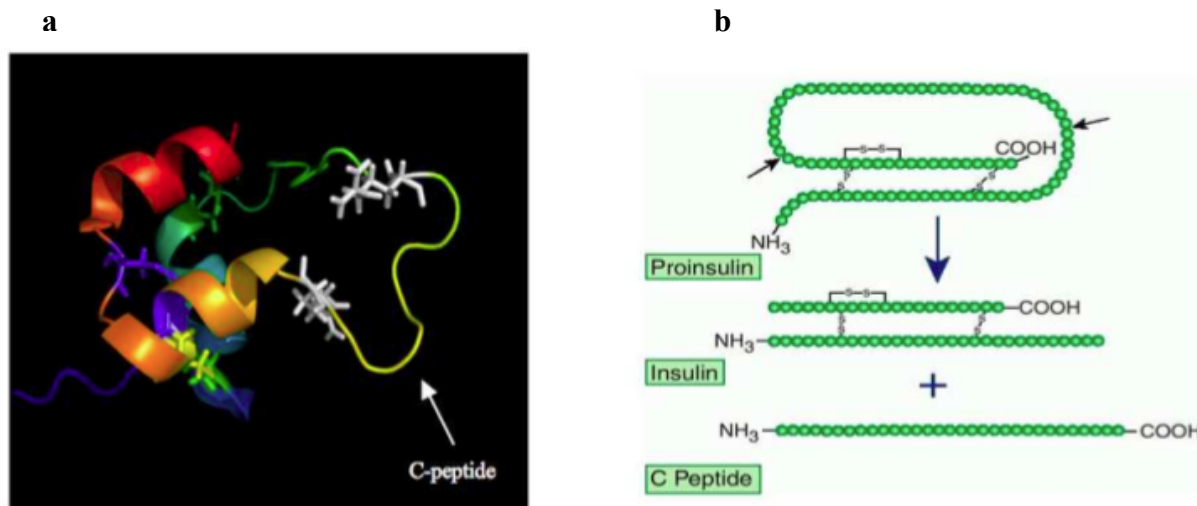 a
b
C-peptide
COOH
S—S
S
S
S
S
NH3
Proinsulin
S—S
COOH
S
S
S
S
NH3
Insulin
+
NH3
COOH
C Peptide